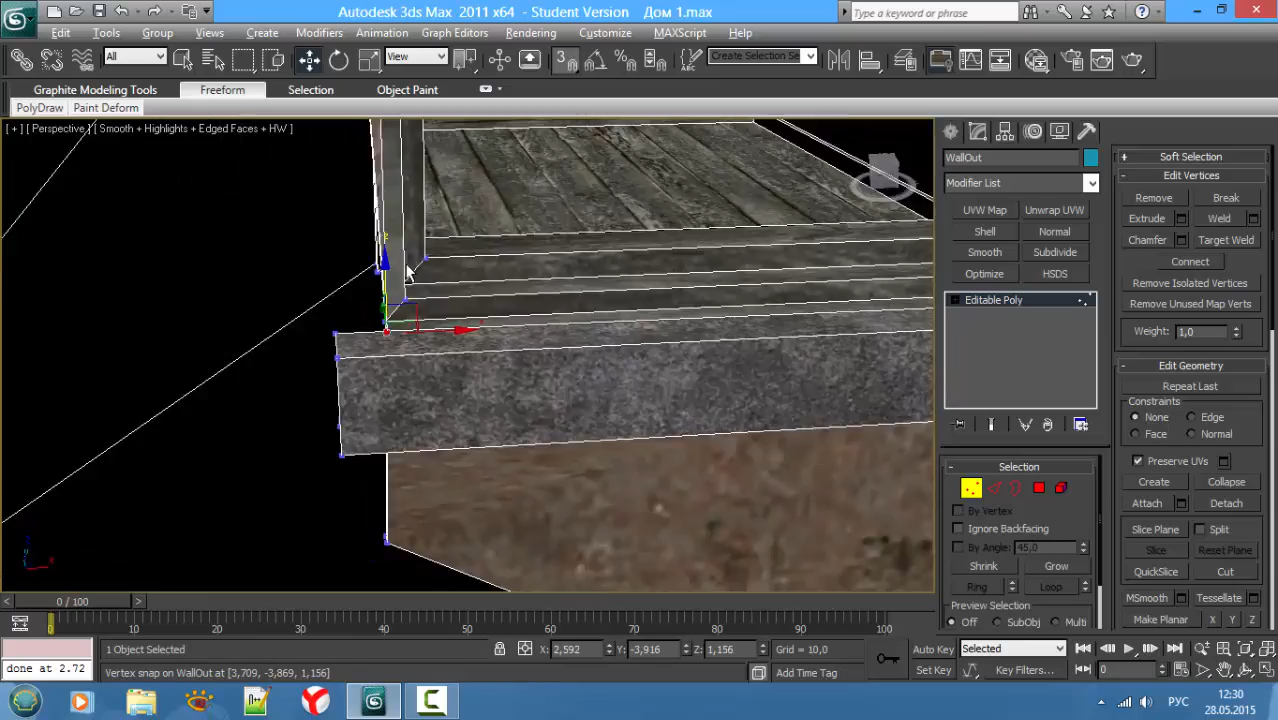 Autodesk 3ds Max 2011 x64 - Student Version Дом 1.max
Type a keyword or phrase
Edit Tools Group Views Create Modifiers Animation Graph Editors Rendering Customize MAXScript Help
All View 3 Create Selection Se
Graphite Modeling Tools Freeform Selection Object Paint
PolyDraw Paint Deform
[ + ] [ Perspective ] [ Smooth + Highlights + Edged Faces + HW ]
WallOut
Modifier List
UVW Map Unwrap UVW
Shell Normal
Smooth Subdivide
Optimize HSDS
Editable Poly
Selection
By Vertex
Ignore Backfacing
By Angle: 45,0
Shrink Grow
Ring Loop
Preview Selection
Off SubObj Multi
Soft Selection
Edit Vertices
Remove Break
Extrude Weld
Chamfer Target Weld
Connect
Remove Isolated Vertices
Remove Unused Map Verts
Weight: 1,0
Edit Geometry
Repeat Last
Constraints
None Edge
Face Normal
Preserve UVs
Create Collapse
Attach Detach
Slice Plane Split
Slice Reset Plane
QuickSlice Cut
MSmooth Tessellate
Make Planar X Y Z
0 / 100
0 10 20 30 40 50 60 70 80 90 100
1 Object Selected X: 2,592 Y: -3,916 Z: 1,156 Grid = 10,0 Auto Key Selected
done at 2.72 Vertex snap on WallOut at [3,709, -3,869, 1,156] Add Time Tag Set Key Key Filters... 0
РУС 12:30
28.05.2015